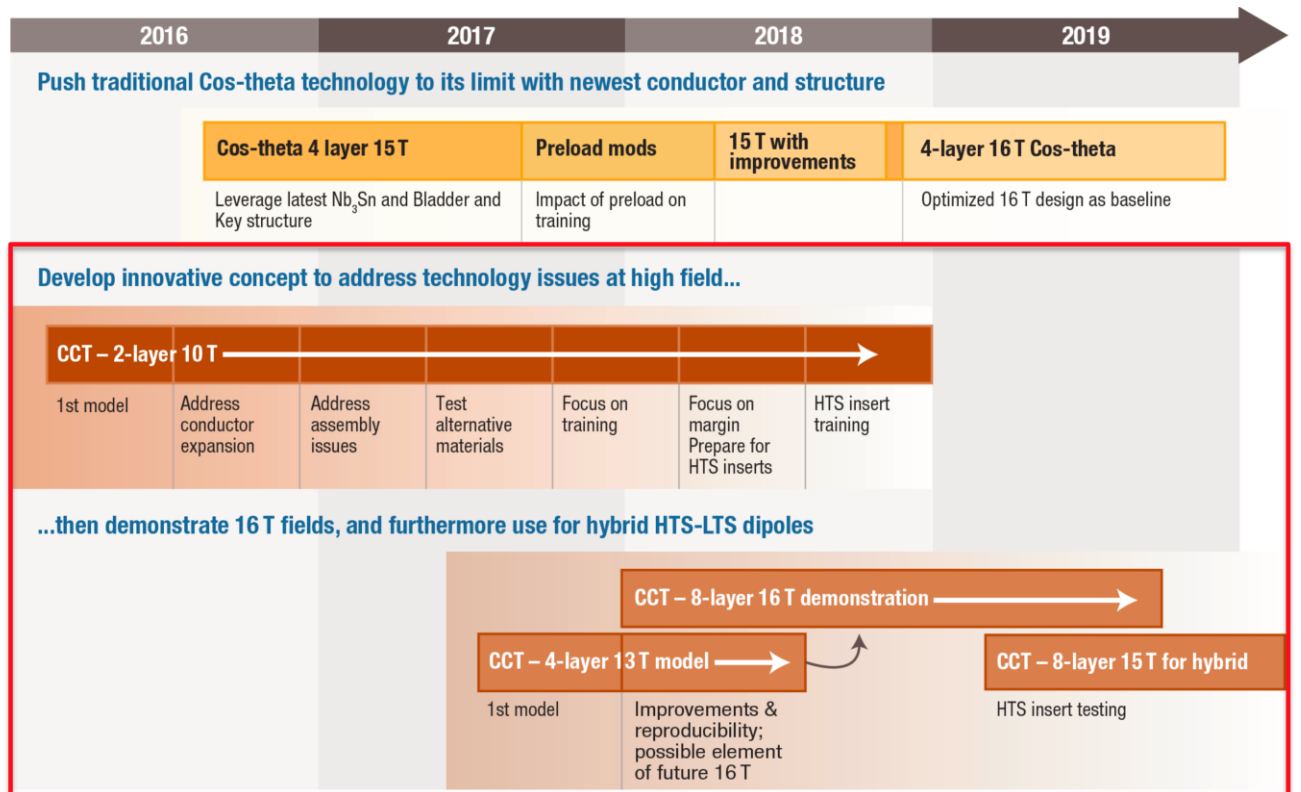 2016 2017 2018 2019
Push traditional Cos-theta technology to its limit with newest conductor and structure
Cos-theta 4 layer 15 T
Preload mods
15 T with
improvements
4-layer 16 T Cos-theta
Leverage latest Nb3Sn and Bladder and
Key structure
Impact of preload on
training
Optimized 16 T design as baseline
Develop innovative concept to address technology issues at high field...
CCT – 2-layer 10 T
1st model
Address
conductor
expansion
Address
assembly
issues
Test
alternative
materials
Focus on
training
Focus on
margin
Prepare for
HTS inserts
HTS insert
training
...then demonstrate 16 T fields, and furthermore use for hybrid HTS-LTS dipoles
CCT – 8-layer 16 T demonstration
CCT – 4-layer 13 T model
CCT – 8-layer 15 T for hybrid
1st model
Improvements &
reproducibility;
possible element
of future 16 T
HTS insert testing